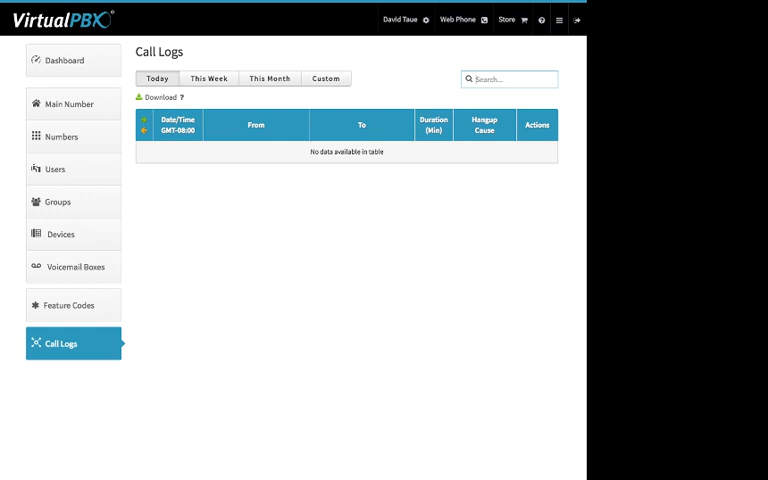 VirtualPBX®
David Taue
Web Phone
Store
Dashboard
Main Number
Numbers
Users
Groups
Devices
Voicemail Boxes
Feature Codes
Call Logs
Call Logs
Today This Week This Month Custom
Search...
Download ?
Date/Time
GMT-08:00
From
To
Duration
(Min)
Hangup
Cause
Actions
No data available in table